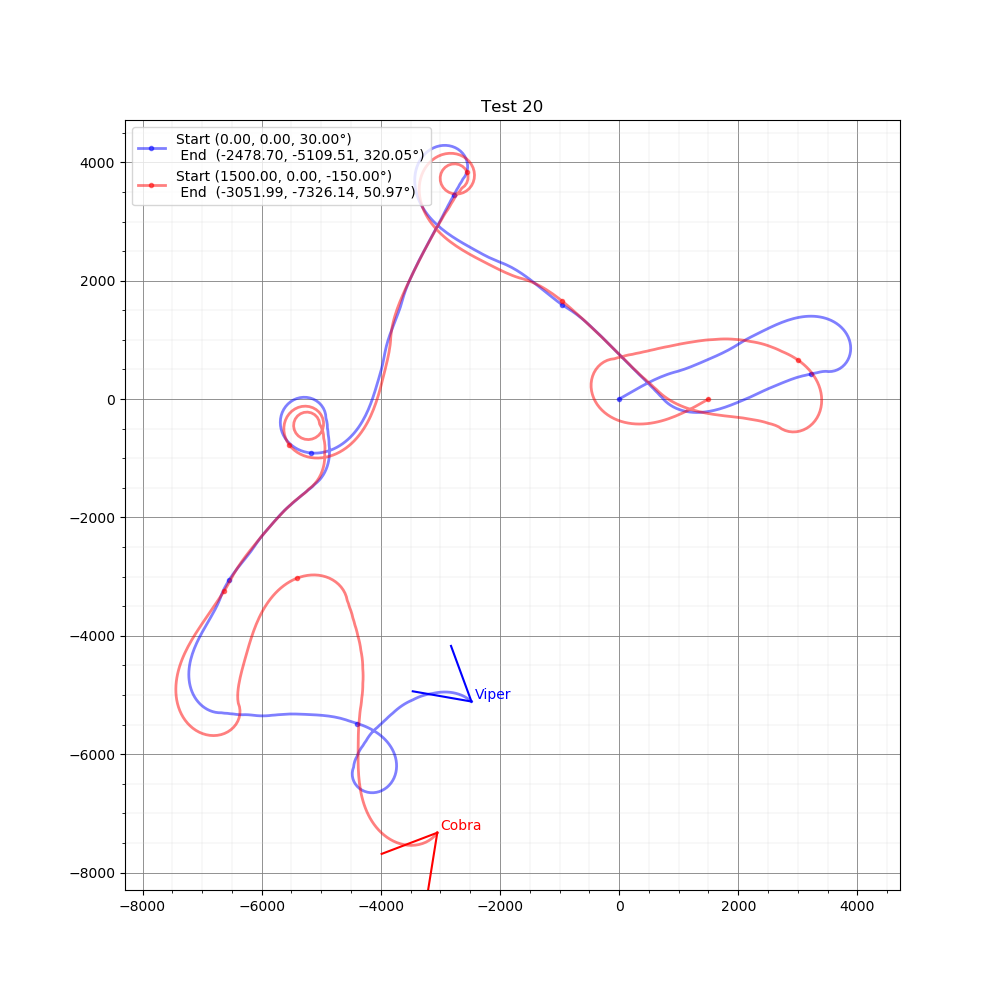 Test 20
Start (0.00, 0.00, 30.00°)
End  (-2478.70, -5109.51, 320.05°)
Start (1500.00, 0.00, -150.00°)
End  (-3051.99, -7326.14, 50.97°)
4000
2000
0
−2000
−4000
−6000
−8000
Viper
Cobra
−8000 −6000 −4000 −2000 0 2000 4000